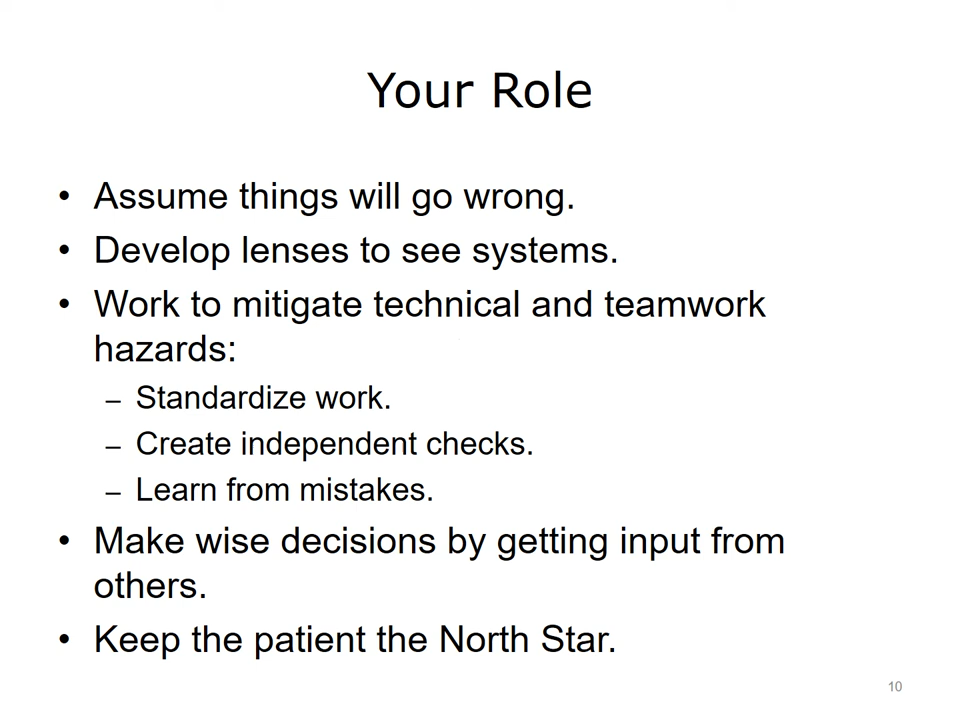 Your Role
• Assume things will go wrong.
• Develop lenses to see systems.
• Work to mitigate technical and teamwork
hazards:
– Standardize work.
– Create independent checks.
– Learn from mistakes.
• Make wise decisions by getting input from
others.
• Keep the patient the North Star.
10